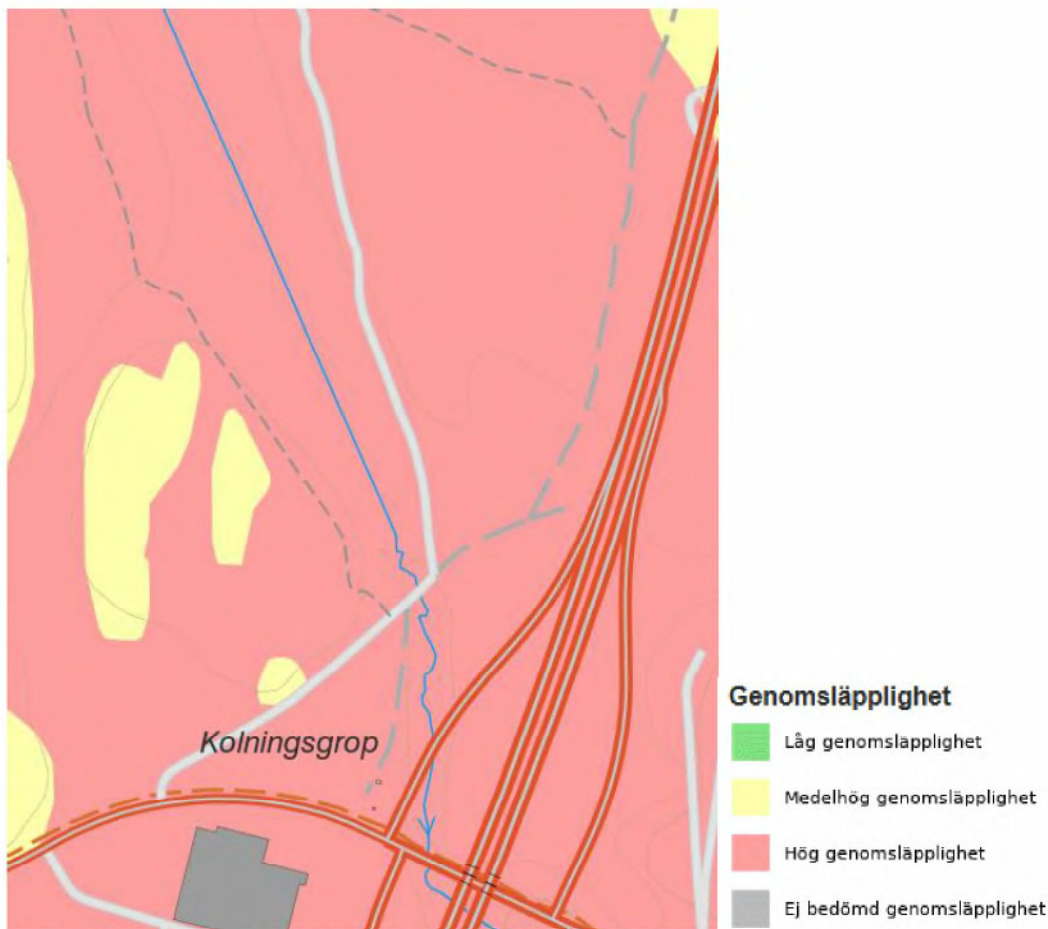 Kolningsgrop
Genomsläpplighet
Låg genomsläpplighet
Medelhög genomsläpplighet
Hög genomsläpplighet
Ej bedömd genomsläpplighet